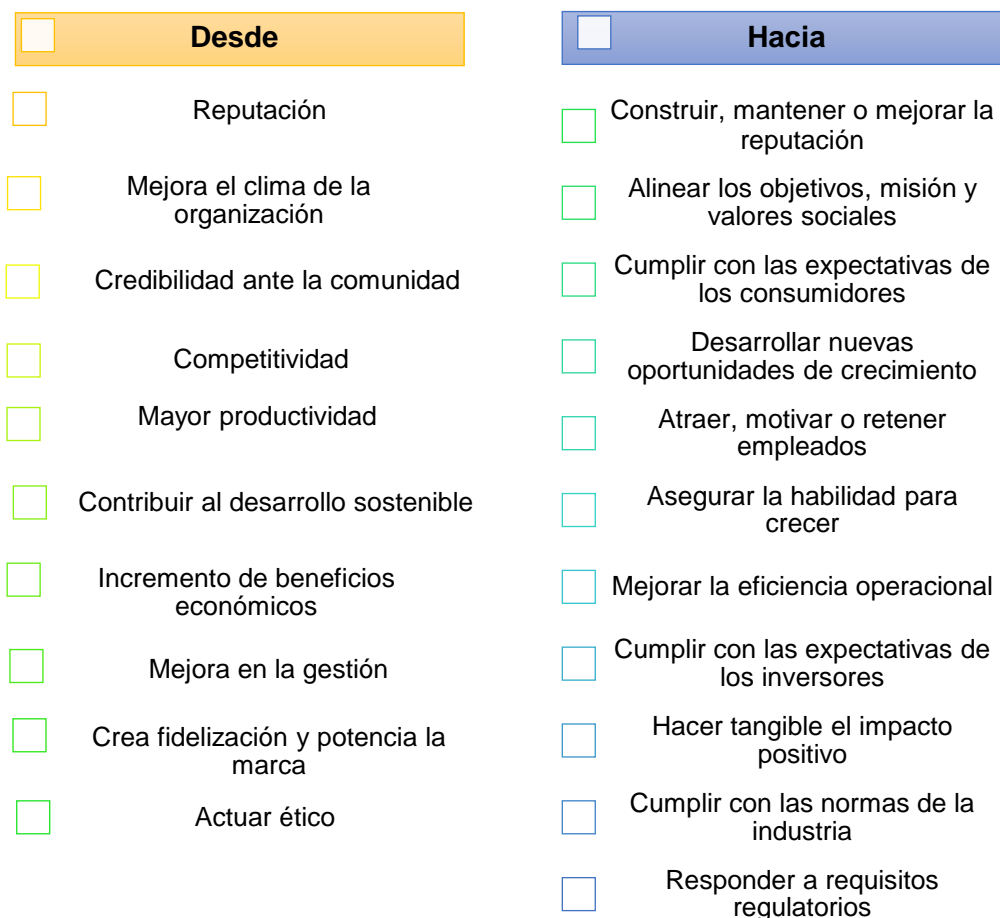 Desde
Reputación
Mejora el clima de la
organización
Credibilidad ante la comunidad
Competitividad
Mayor productividad
Contribuir al desarrollo sostenible
Incremento de beneficios
económicos
Mejora en la gestión
Crea fidelización y potencia la
marca
Actuar ético
Hacia
Construir, mantener o mejorar la
reputación
Alinear los objetivos, misión y
valores sociales
Cumplir con las expectativas de
los consumidores
Desarrollar nuevas
oportunidades de crecimiento
Atraer, motivar o retener
empleados
Asegurar la habilidad para
crecer
Mejorar la eficiencia operacional
Cumplir con las expectativas de
los inversores
Hacer tangible el impacto
positivo
Cumplir con las normas de la
industria
Responder a requisitos
regulatorios